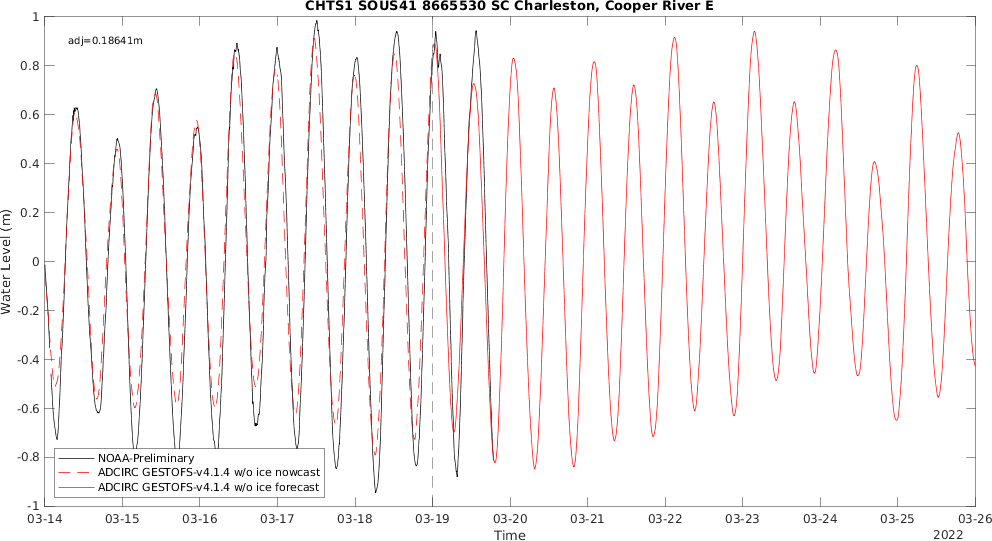 CHTS1 SOUS41 8665530 SC Charleston, Cooper River E
adj=0.18641m
1
0.8
0.6
0.4
0.2
0
-0.2
-0.4
-0.6
-0.8
-1
Water Level (m)
NOAA-Preliminary
ADCIRC GESTOFS-v4.1.4 w/o ice nowcast
ADCIRC GESTOFS-v4.1.4 w/o ice forecast
03-14 03-15 03-16 03-17 03-18 03-19 03-20 03-21 03-22 03-23 03-24 03-25 03-26
Time
2022